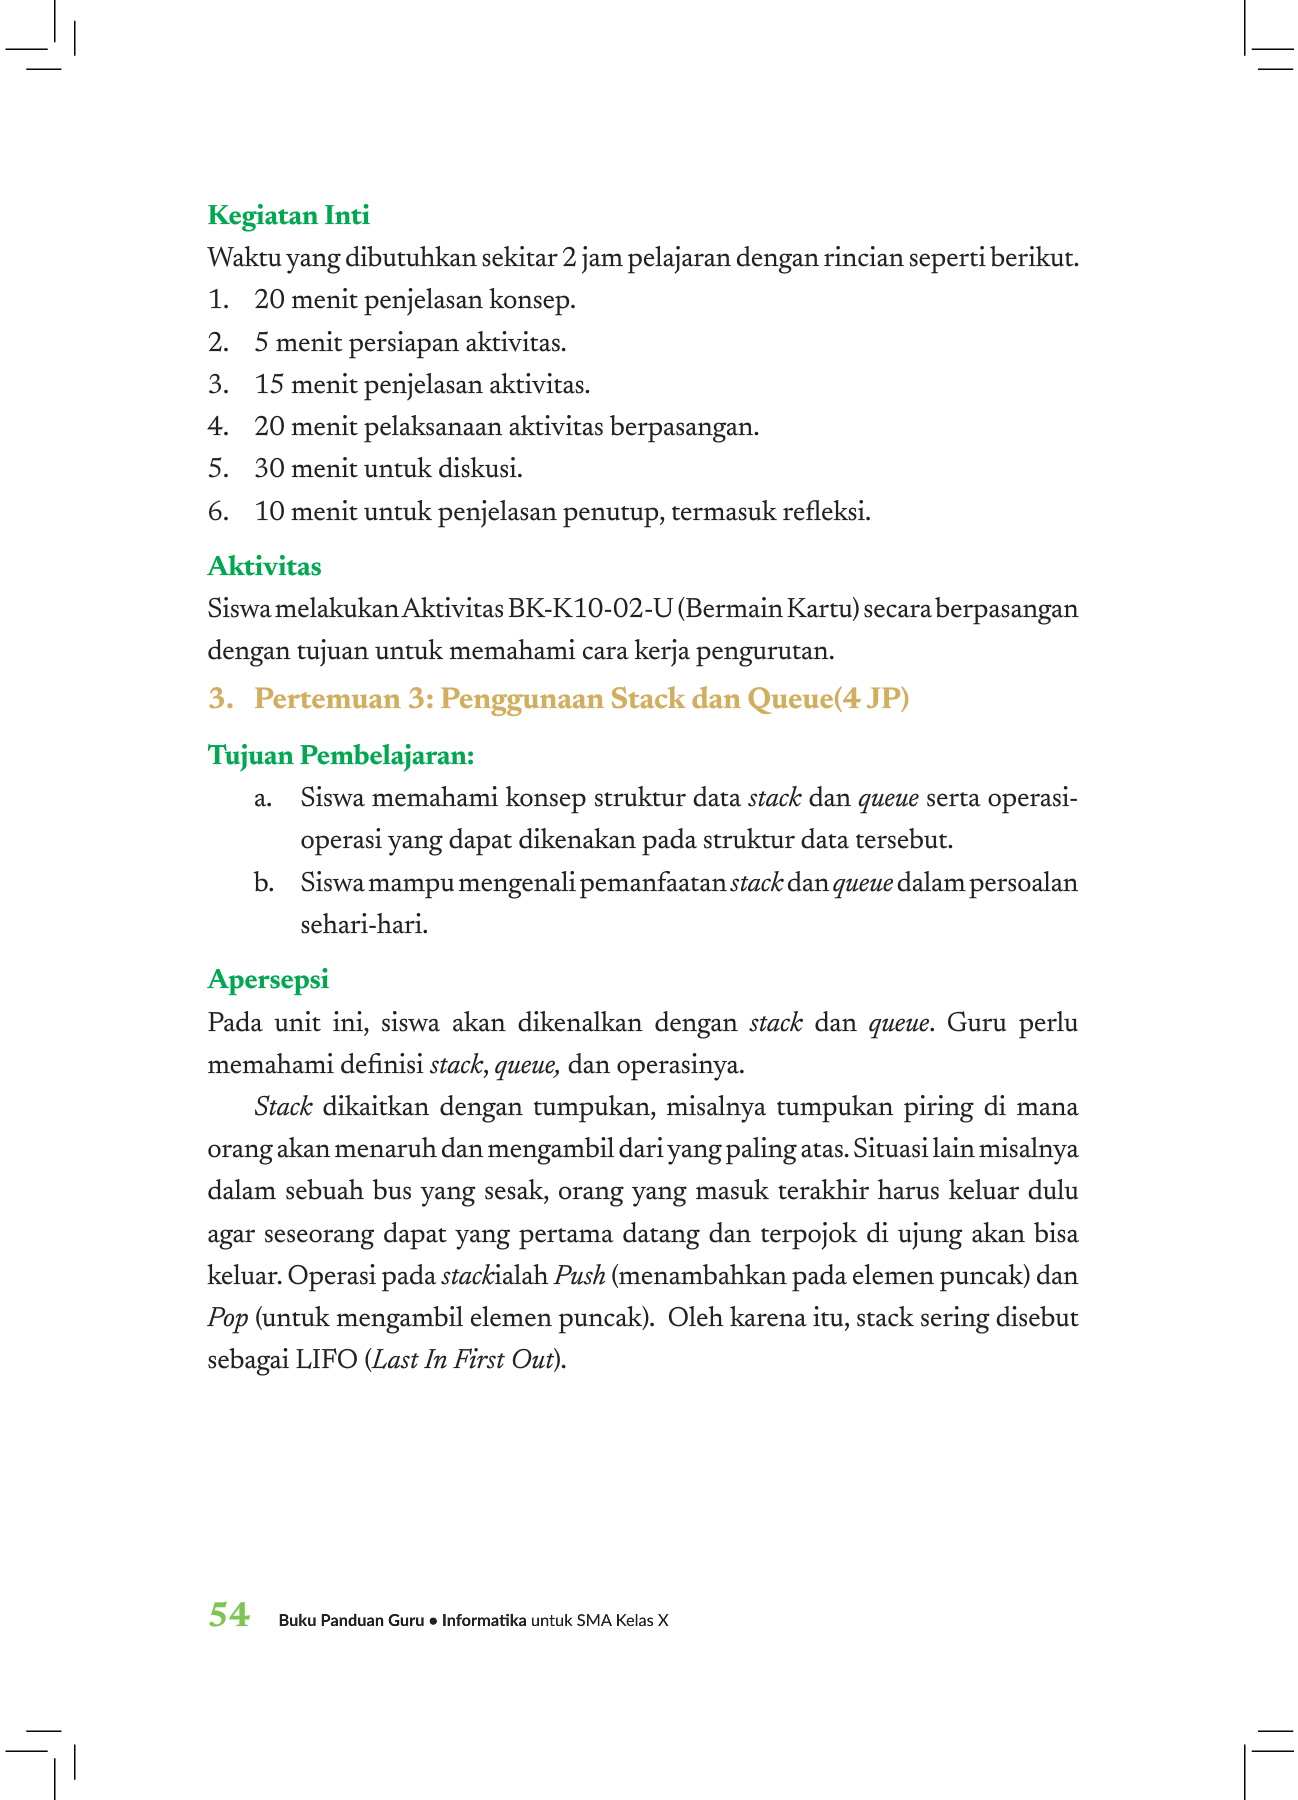 Kegiatan Inti
Waktu yang dibutuhkan sekitar 2 jam pelajaran dengan rincian seperti berikut.
1. 20 menit penjelasan konsep.
2. 5 menit persiapan aktivitas.
3. 15 menit penjelasan aktivitas.
4. 20 menit pelaksanaan aktivitas berpasangan.
5. 30 menit untuk diskusi.
6. 10 menit untuk penjelasan penutup, termasuk refleksi.
Aktivitas
Siswa melakukan Aktivitas BK-K10-02-U (Bermain Kartu) secara berpasangan
dengan tujuan untuk memahami cara kerja pengurutan.
3. Pertemuan 3: Penggunaan Stack dan Queue(4 JP)
Tujuan Pembelajaran:
a. Siswa memahami konsep struktur data stack dan queue serta operasi-
operasi yang dapat dikenakan pada struktur data tersebut.
b. Siswa mampu mengenali pemanfaatan stack dan queue dalam persoalan
sehari-hari.
Apersepsi
Pada unit ini, siswa akan dikenalkan dengan stack dan queue. Guru perlu
memahami definisi stack, queue, dan operasinya.
Stack dikaitkan dengan tumpukan, misalnya tumpukan piring di mana
orang akan menaruh dan mengambil dari yang paling atas. Situasi lain misalnya
dalam sebuah bus yang sesak, orang yang masuk terakhir harus keluar dulu
agar seseorang dapat yang pertama datang dan terpojok di ujung akan bisa
keluar. Operasi pada stackialah Push (menambahkan pada elemen puncak) dan
Pop (untuk mengambil elemen puncak). Oleh karena itu, stack sering disebut
sebagai LIFO (Last In First Out).
54 Buku Panduan Guru • Informatika untuk SMA Kelas X